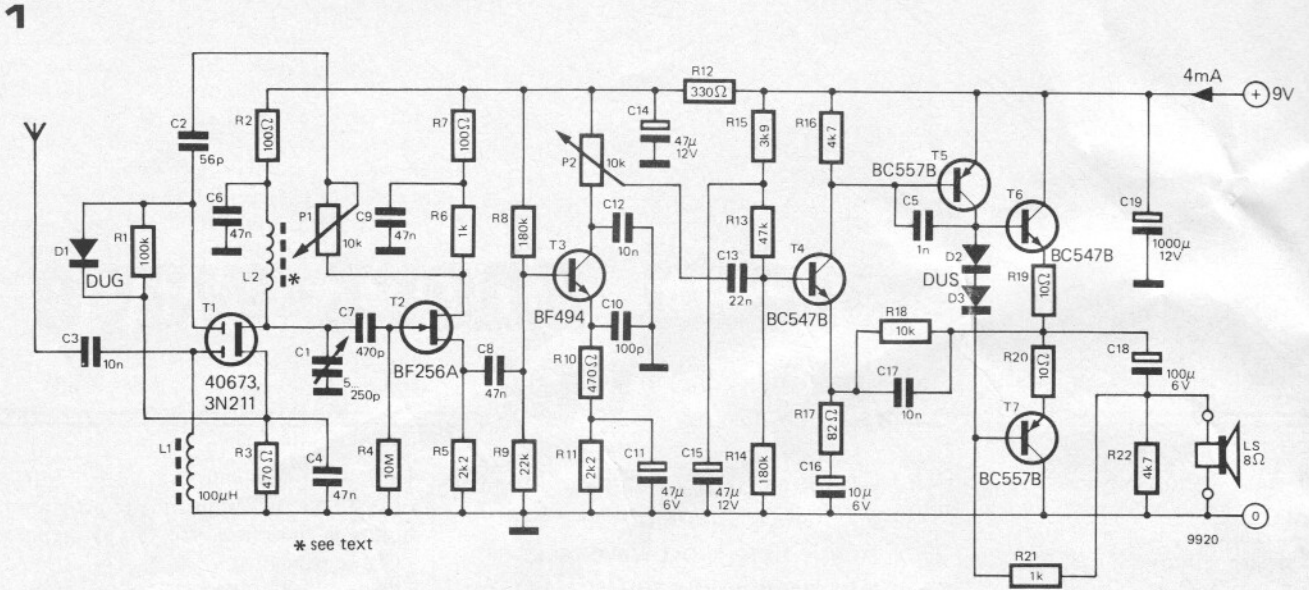 1
R12
330Ω
4mA
+ 9V
C2
56p
R2
100Ω
R7
100Ω
C14
47µ
12V
R15
3k9
R16
4k7
P2
10k
T5
BC557B
T6
BC547B
C19
1000µ
12V
C6
47n
P1
10k
C9
47n
R6
1k
R8
180k
C12
10n
R13
47k
C5
1n
D1
DUG
R1
100k
L2
*
T3
BF494
C13
22n
T4
BC547B
D2
DUS
D3
R19
10Ω
T1
40673,
3N211
C3
10n
C7
470p
T2
BF256A
C1
5...
250p
C8
47n
C10
100p
R10
470Ω
R18
10k
C17
10n
R20
10Ω
C18
100µ
6V
L1
100µH
R3
470Ω
C4
47n
R4
10M
R5
2k2
R9
22k
R11
2k2
C11
47µ
6V
C15
47µ
12V
R14
180k
R17
82Ω
C16
10µ
6V
T7
BC557B
R22
4k7
LS
8Ω
0
* see text
9920
R21
1k